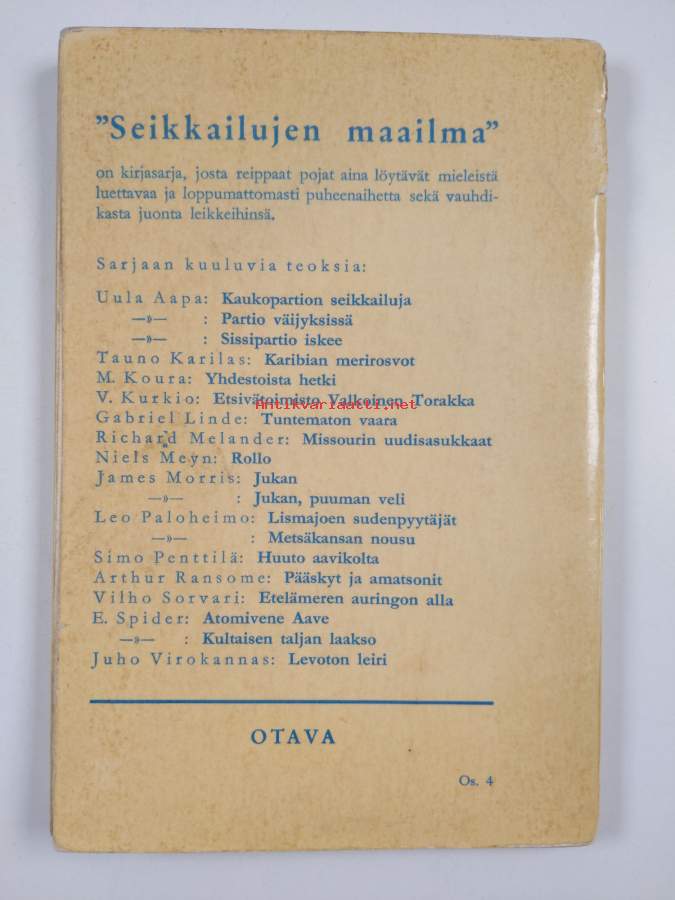 "Seikkailujen maailma"
on kirjasarja, josta reippaat pojat aina löytävät mieleistä
luettavaa ja loppumattomasti puheenaihetta sekä vauhdi-
kasta juonta leikkeihinsä.
Sarjaan kuuluvia teoksia:
Uula Aapa: Kaukopartion seikkailuja
—»— : Partio väijyksissä
—»— : Sissipartio iskee
Tauno Karilas: Karibian merirosvot
M. Koura: Yhdestoista hetki
V. Kurkio: Etsivätoimisto Valkoinen Torakka
Antikvariaatti.net
Gabriel Linde: Tuntematon vaara
Richard Melander: Missourin uudisasukkaat
Niels Meyn: Rollo
James Morris: Jukan
—»— : Jukan, puuman veli
Leo Paloheimo: Lismajoen sudenpyytäjät
—»— : Metsäkansan nousu
Simo Penttilä: Huuto aavikolta
Arthur Ransome: Pääskyt ja amatsonit
Vilho Sorvari: Etelämeren auringon alla
E. Spider: Atomivene Aave
—»— : Kultaisen taljan laakso
Juho Virokannas: Levoton leiri
OTAVA
Os. 4